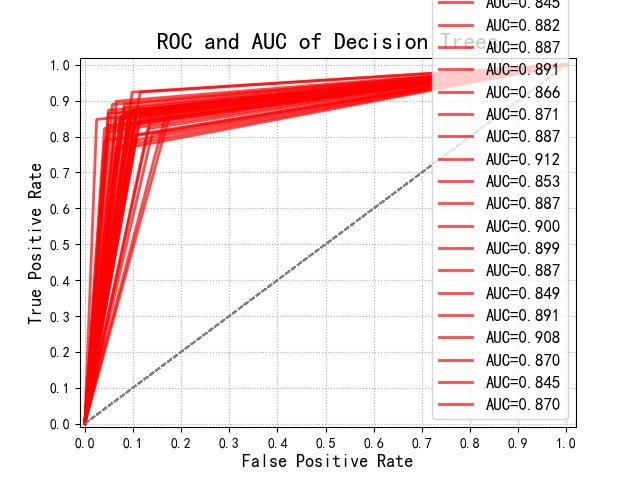 AUC=0.845
AUC=0.882
ROC and AUC of Decision Trees
AUC=0.887
AUC=0.891
AUC=0.866
AUC=0.871
AUC=0.887
AUC=0.912
AUC=0.853
AUC=0.887
AUC=0.900
AUC=0.899
AUC=0.887
AUC=0.849
AUC=0.891
AUC=0.908
AUC=0.870
AUC=0.845
AUC=0.870
True Positive Rate
1.0
0.9
0.8
0.7
0.6
0.5
0.4
0.3
0.2
0.1
0.0
0.0 0.1 0.2 0.3 0.4 0.5 0.6 0.7 0.8 0.9 1.0
False Positive Rate